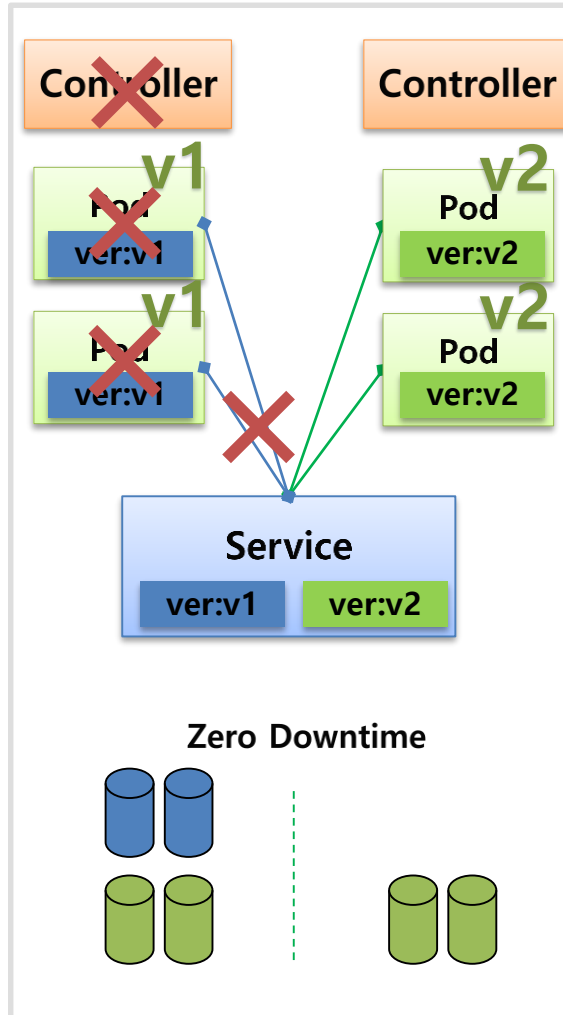 Controller
Controller
v1
Pod
ver:v1
v2
Pod
ver:v2
v1
Pod
ver:v1
v2
Pod
ver:v2
Service
ver:v1
ver:v2
Zero Downtime